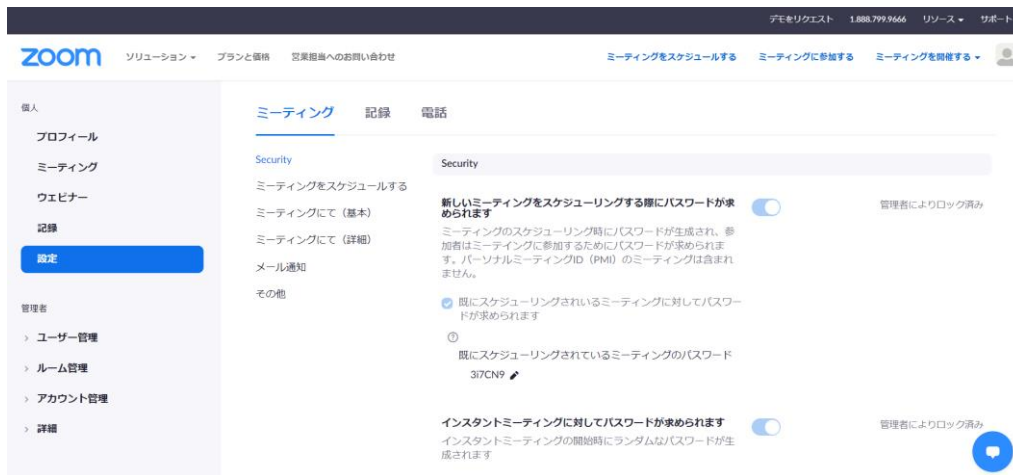 デモをリクエスト 1.888.799.9666 リソース サポート
zoom ソリューション プランと価格 営業担当へのお問い合わせ ミーティングをスケジュールする ミーティングに参加する ミーティングを開催する
個人
プロフィール
ミーティング
ウェビナー
記録
設定
管理者
ユーザー管理
ルーム管理
アカウント管理
詳細
ミーティング 記録 電話
Security
ミーティングをスケジュールする
ミーティングにて（基本）
ミーティングにて（詳細）
メール通知
その他
Security
新しいミーティングをスケジューリングする際にパスワードが求
められます
管理者によりロック済み
ミーティングのスケジューリング時にパスワードが生成され、参
加者はミーテイングに参加するためにパスワードが求められま
す。パーソナルミーティングID（PMI）のミーティングは含まれ
ません。
既にスケジューリングされいるミーティングに対してパスワー
ドが求められます
既にスケジューリングされているミーティングのパスワード
3i7CN9
インスタントミーティングに対してパスワードが求められます
管理者によりロック済み
インスタントミーティングの開始時にランダムなパスワードが生
成されます